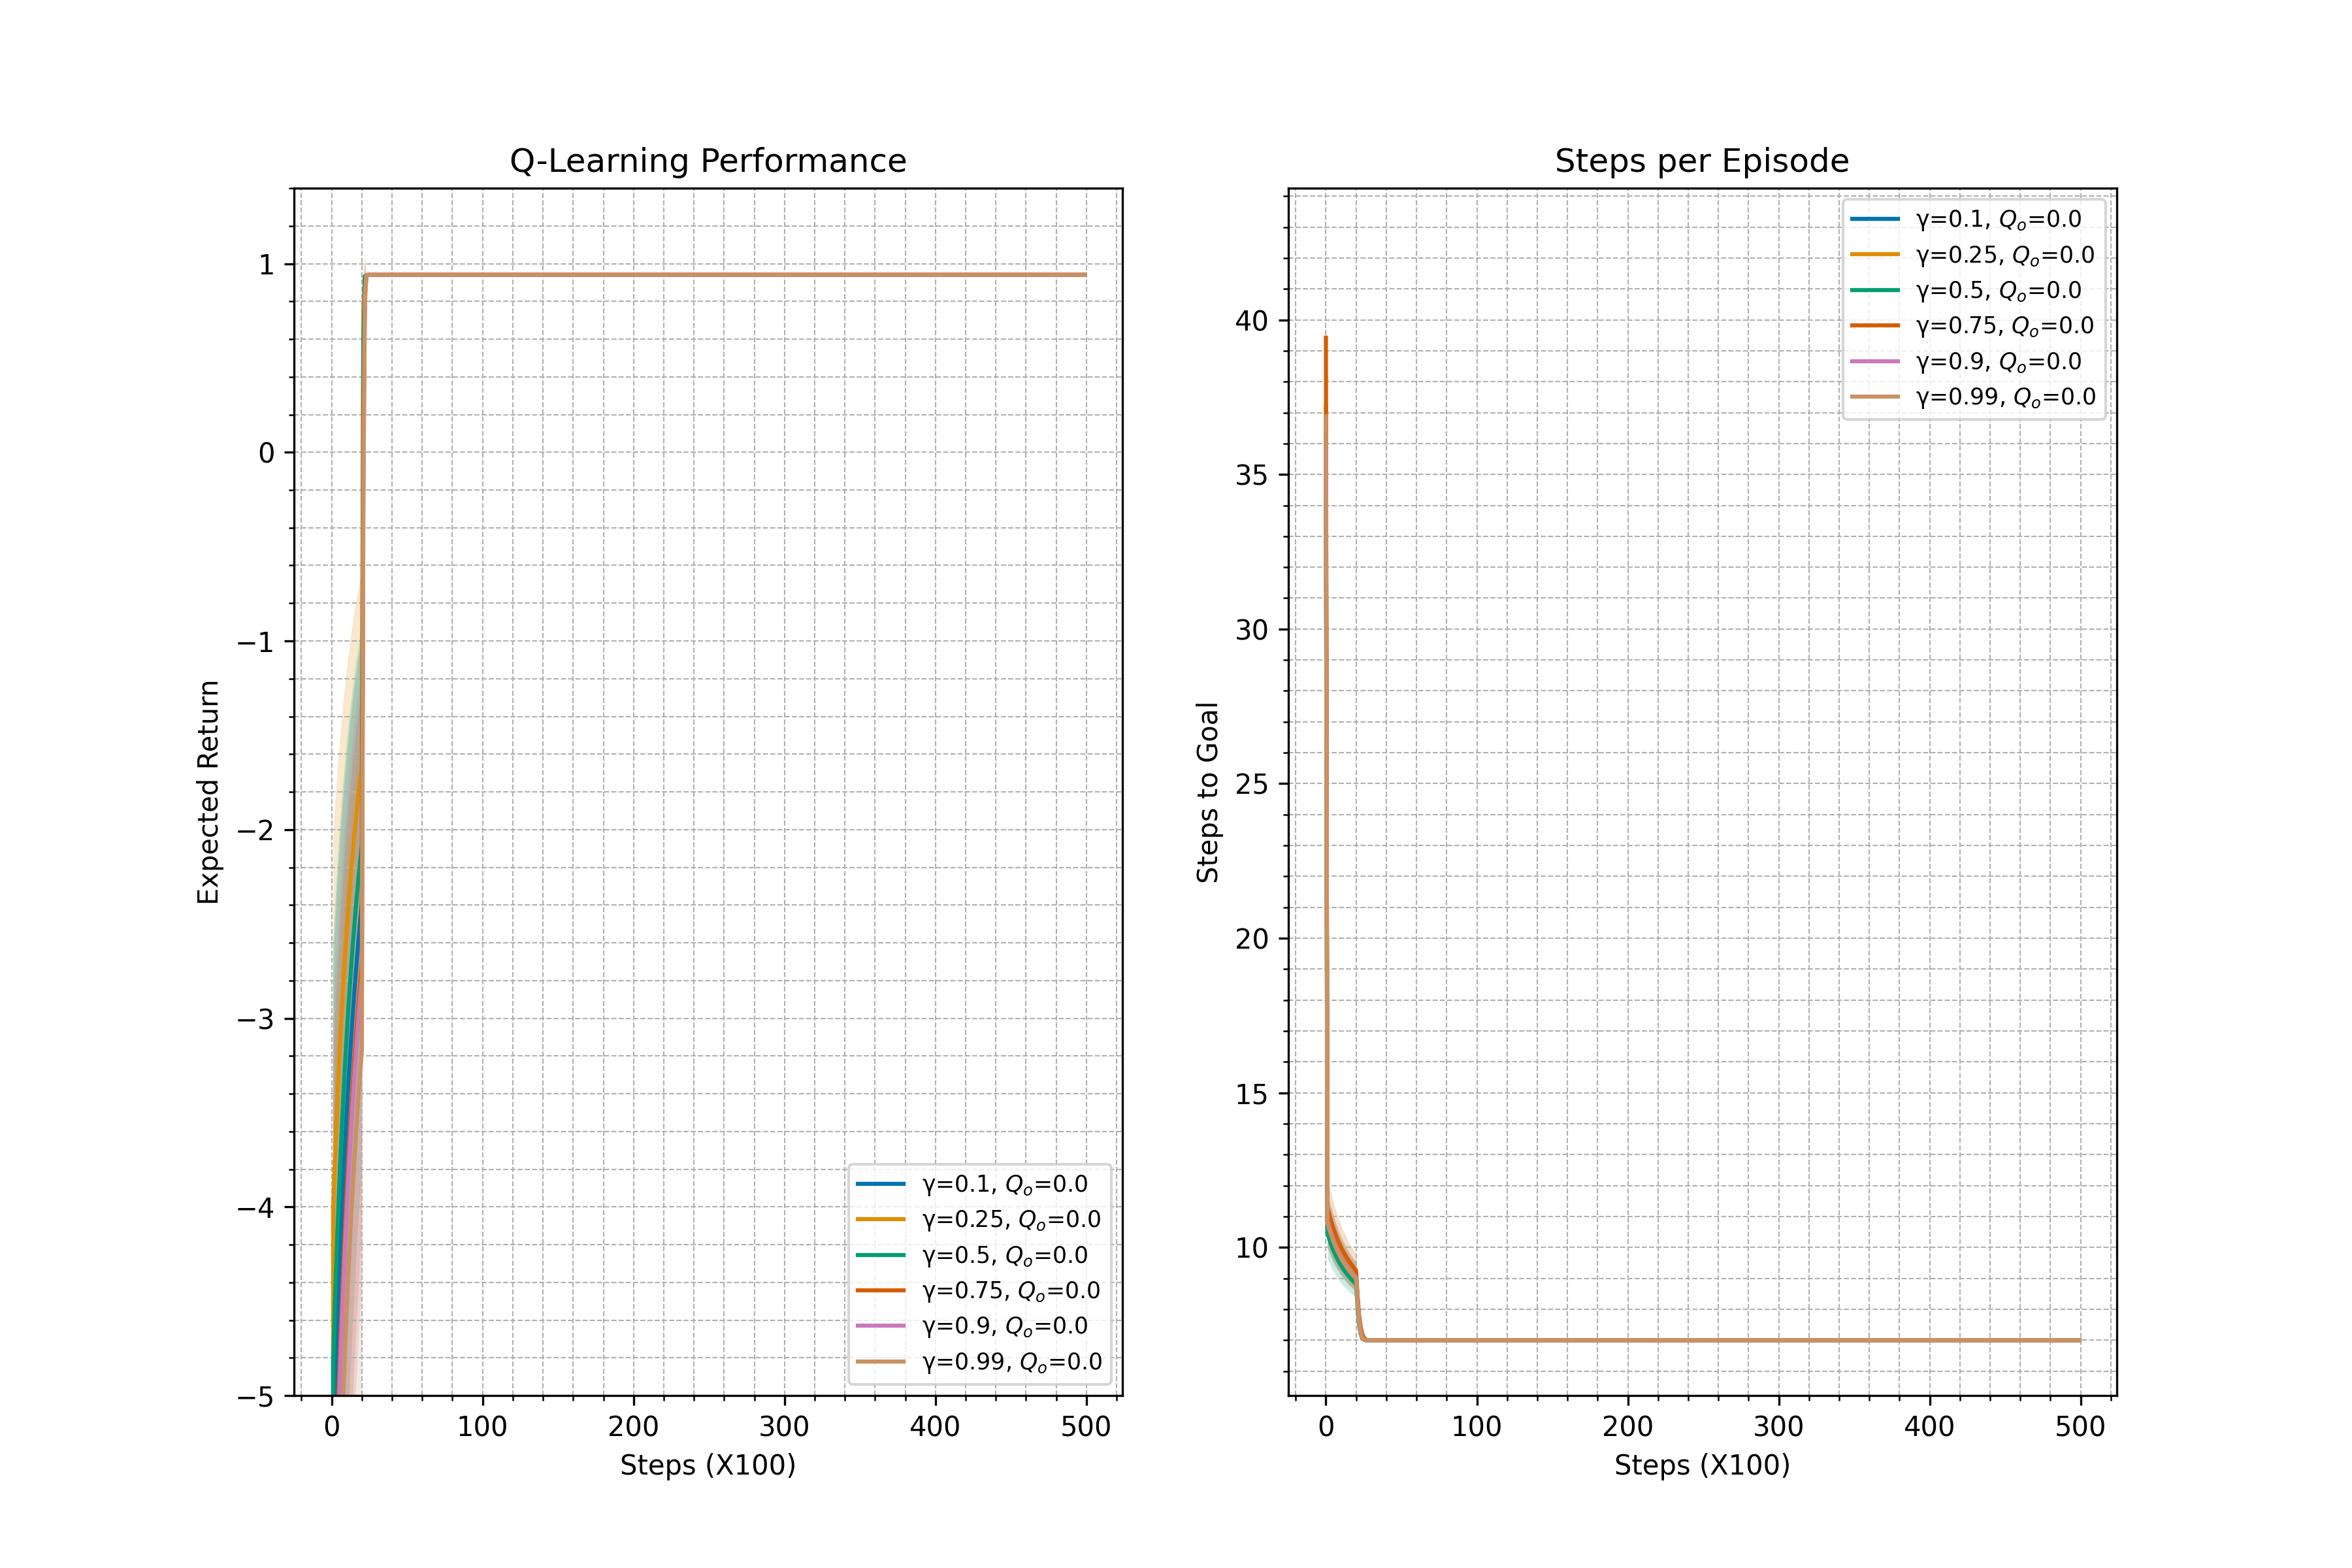 Q-Learning Performance
Expected Return
1
0
−1
−2
−3
−4
−5
0 100 200 300 400 500
Steps (X100)
γ=0.1, Qo=0.0
γ=0.25, Qo=0.0
γ=0.5, Qo=0.0
γ=0.75, Qo=0.0
γ=0.9, Qo=0.0
γ=0.99, Qo=0.0
Steps per Episode
Steps to Goal
40
35
30
25
20
15
10
0 100 200 300 400 500
Steps (X100)
γ=0.1, Qo=0.0
γ=0.25, Qo=0.0
γ=0.5, Qo=0.0
γ=0.75, Qo=0.0
γ=0.9, Qo=0.0
γ=0.99, Qo=0.0